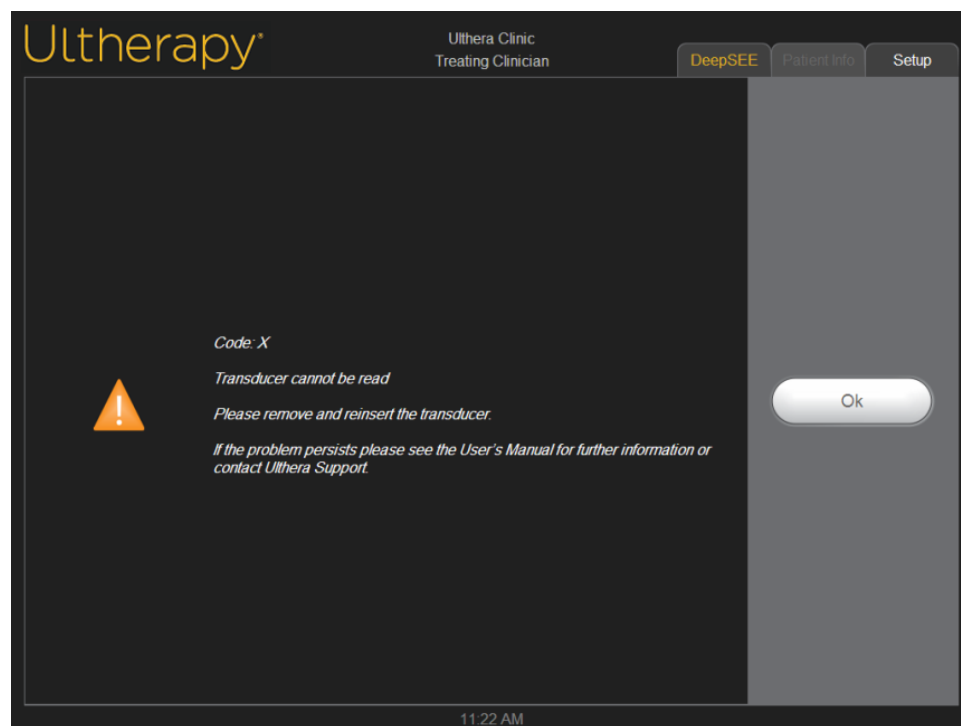 Ultherapy®
Ulthera Clinic
Treating Clinician
DeepSEE
Patient Info
Setup
Code: X
Transducer cannot be read
Please remove and reinsert the transducer.
If the problem persists please see the User's Manual for further information or
contact Ulthera Support.
Ok
11:22 AM